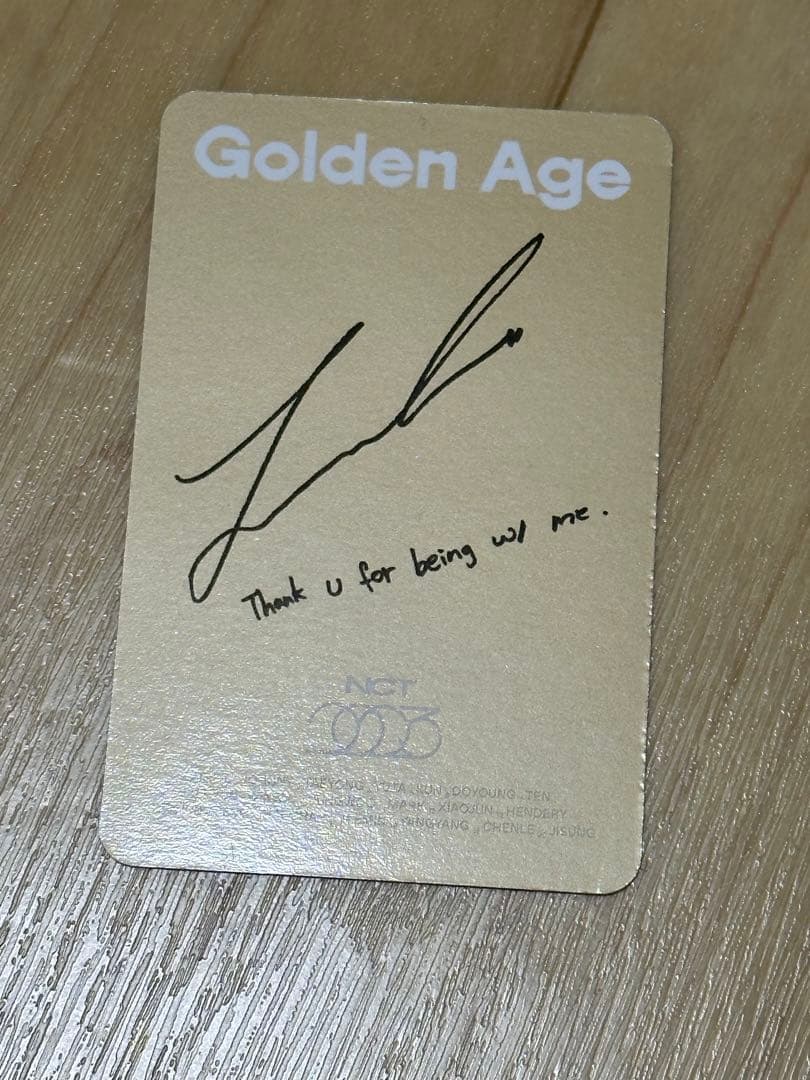 Golden Age
Thank u for being w/ me.
NCT
2023
TAEYONG YUTA KUN DOYOUNG TEN
MARK XIAOJUN HENDERY
YANGYANG CHENLE JISUNG